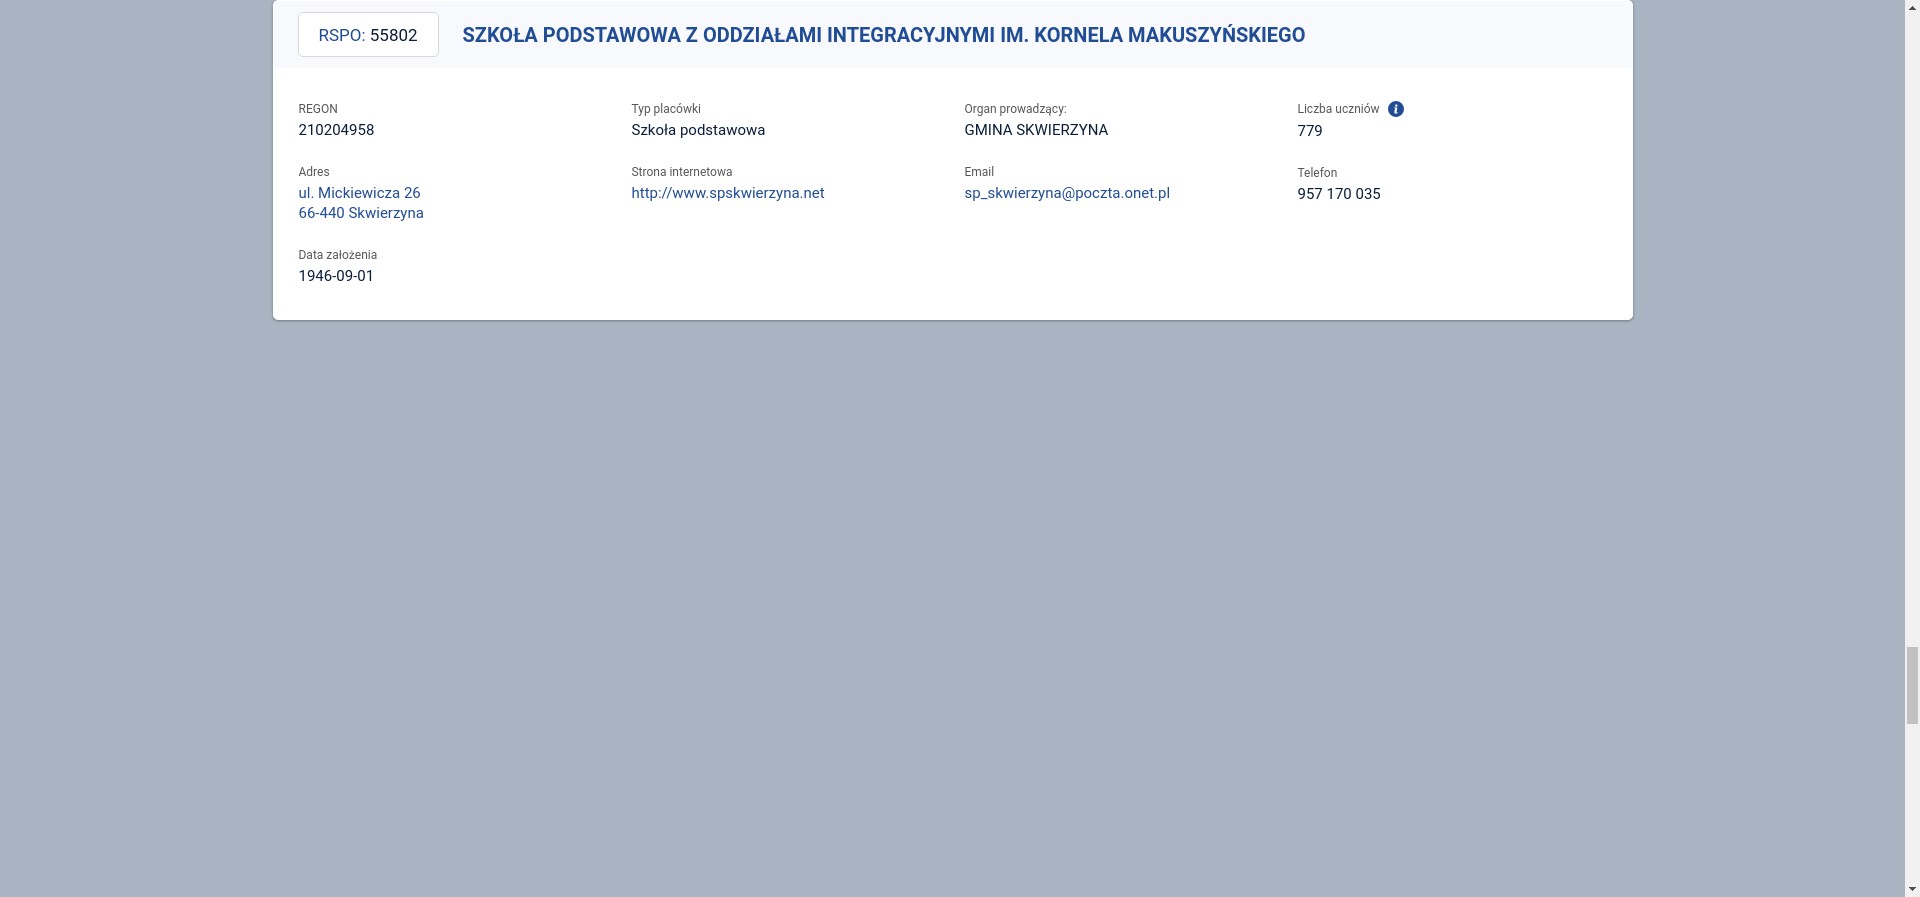 RSPO: 55802
SZKOŁA PODSTAWOWA Z ODDZIAŁAMI INTEGRACYJNYMI IM. KORNELA MAKUSZYŃSKIEGO
REGON
210204958
Typ placówki
Szkoła podstawowa
Organ prowadzący:
GMINA SKWIERZYNA
Liczba uczniów
779
Adres
ul. Mickiewicza 26
66-440 Skwierzyna
Strona internetowa
http://www.spskwierzyna.net
Email
sp_skwierzyna@poczta.onet.pl
Telefon
957 170 035
Data założenia
1946-09-01